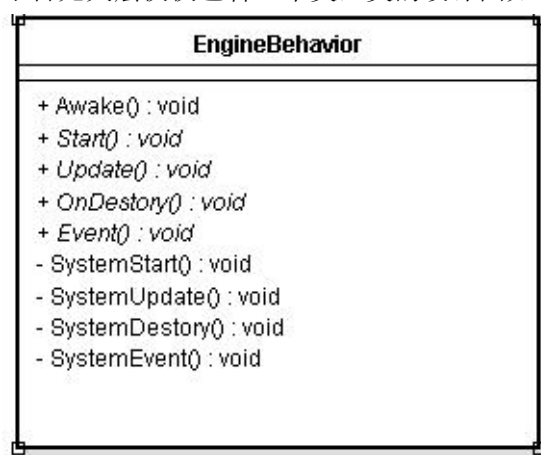 EngineBehavior
+ Awake() : void
+ Start() : void
+ Update() : void
+ OnDestory() : void
+ Event() : void
- SystemStart() : void
- SystemUpdate() : void
- SystemDestory() : void
- SystemEvent() : void